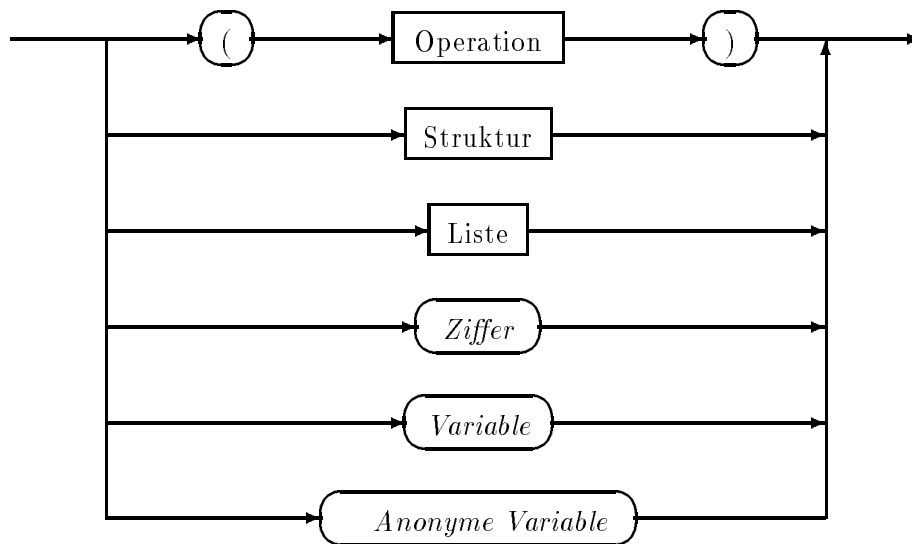 ( Operation )
Struktur
Liste
Ziffer
Variable
Anonyme Variable